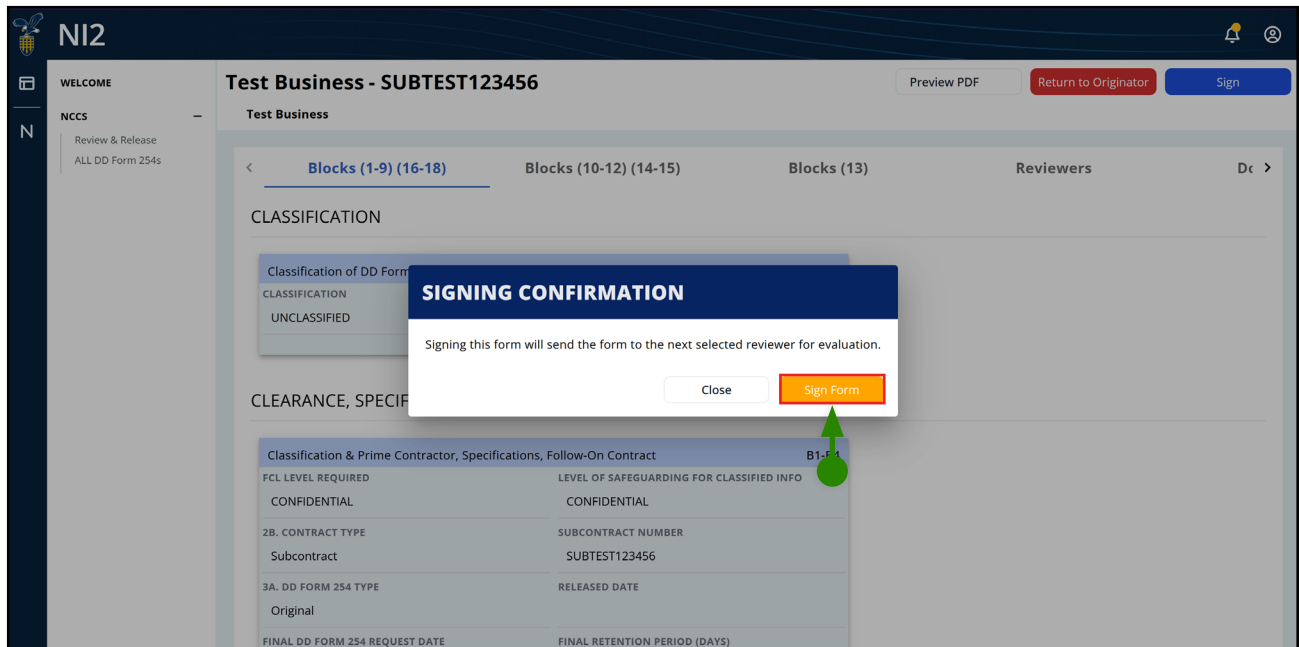 NI2
WELCOME
NCCS
Review & Release
ALL DD Form 254s
N
Test Business - SUBTEST123456
Preview PDF
Return to Originator
Sign
Test Business
Blocks (1-9) (16-18)
Blocks (10-12) (14-15)
Blocks (13)
Reviewers
CLASSIFICATION
Classification of DD Form
CLASSIFICATION
UNCLASSIFIED
SIGNING CONFIRMATION
Signing this form will send the form to the next selected reviewer for evaluation.
Close
Sign Form
CLEARANCE, SPECIF
Classification & Prime Contractor, Specifications, Follow-On Contract
FCL LEVEL REQUIRED
LEVEL OF SAFEGUARDING FOR CLASSIFIED INFO
CONFIDENTIAL
CONFIDENTIAL
2B. CONTRACT TYPE
SUBCONTRACT NUMBER
Subcontract
SUBTEST123456
3A. DD FORM 254 TYPE
RELEASED DATE
Original
FINAL DD FORM 254 REQUEST DATE
FINAL RETENTION PERIOD (DAYS)